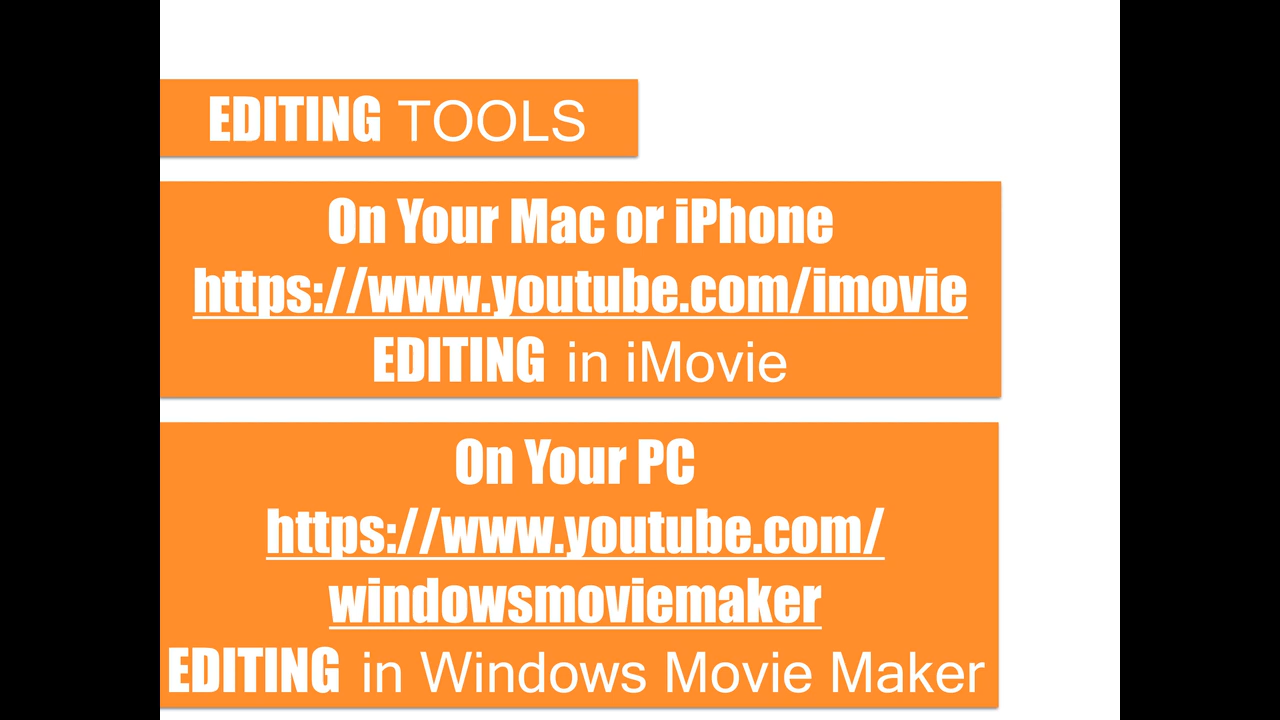 EDITING TOOLS
On Your Mac or iPhone
https://www.youtube.com/imovie
EDITING in iMovie
On Your PC
https://www.youtube.com/
windowsmoviemaker
EDITING in Windows Movie Maker